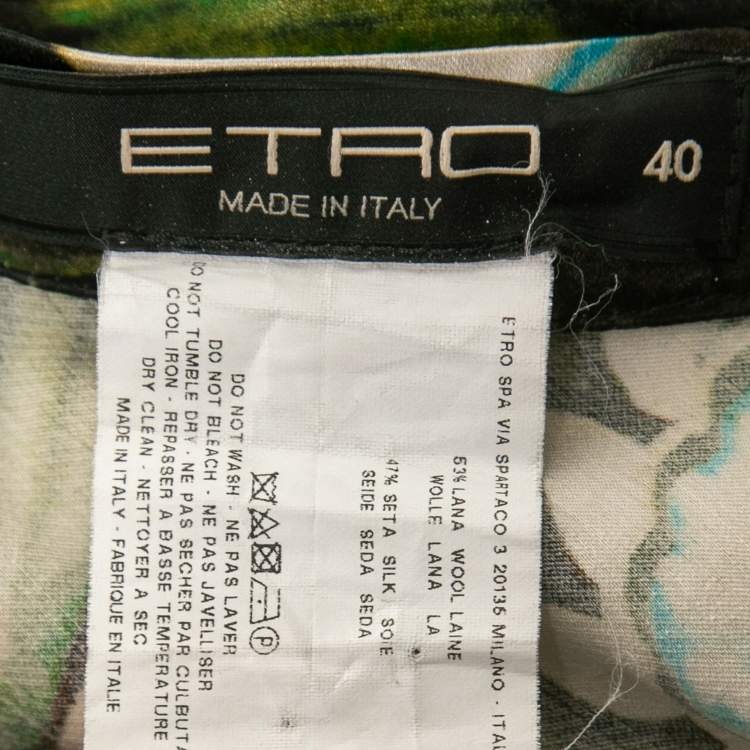 ETRO
40
MADE IN ITALY
ETRO SPA VIA SPARTACO 3 20135 MILANO - ITAL
53% LANA WOOL LAINE
WOLLE LANA LA
47% SETA SILK SOIE
SEIDE SEDA SEDA
P
DO NOT WASH - NE PAS LAVER
DO NOT BLEACH - NE PAS JAVELLISER
DO NOT TUMBLE DRY - NE PAS SECHER PAR CULBUTA
COOL IRON - REPASSER A BASSE TEMPERATURE
DRY CLEAN - NETTOYER A SEC
MADE IN ITALY - FABRIQUE EN ITALIE